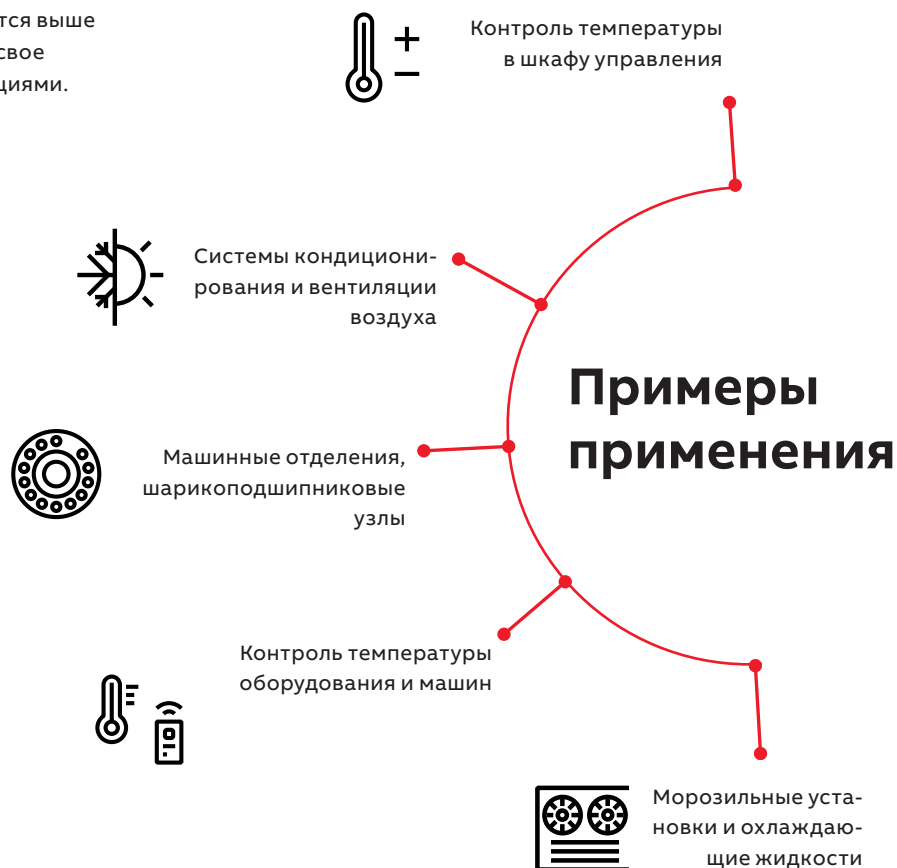 тся выше
свое
циями.
Контроль температуры
в шкафу управления
Системы кондициони-
рования и вентиляции
воздуха
Примеры
применения
Машинные отделения,
шарикоподшипниковые
узлы
Контроль температуры
оборудования и машин
Морозильные уста-
новки и охлаждаю-
щие жидкости